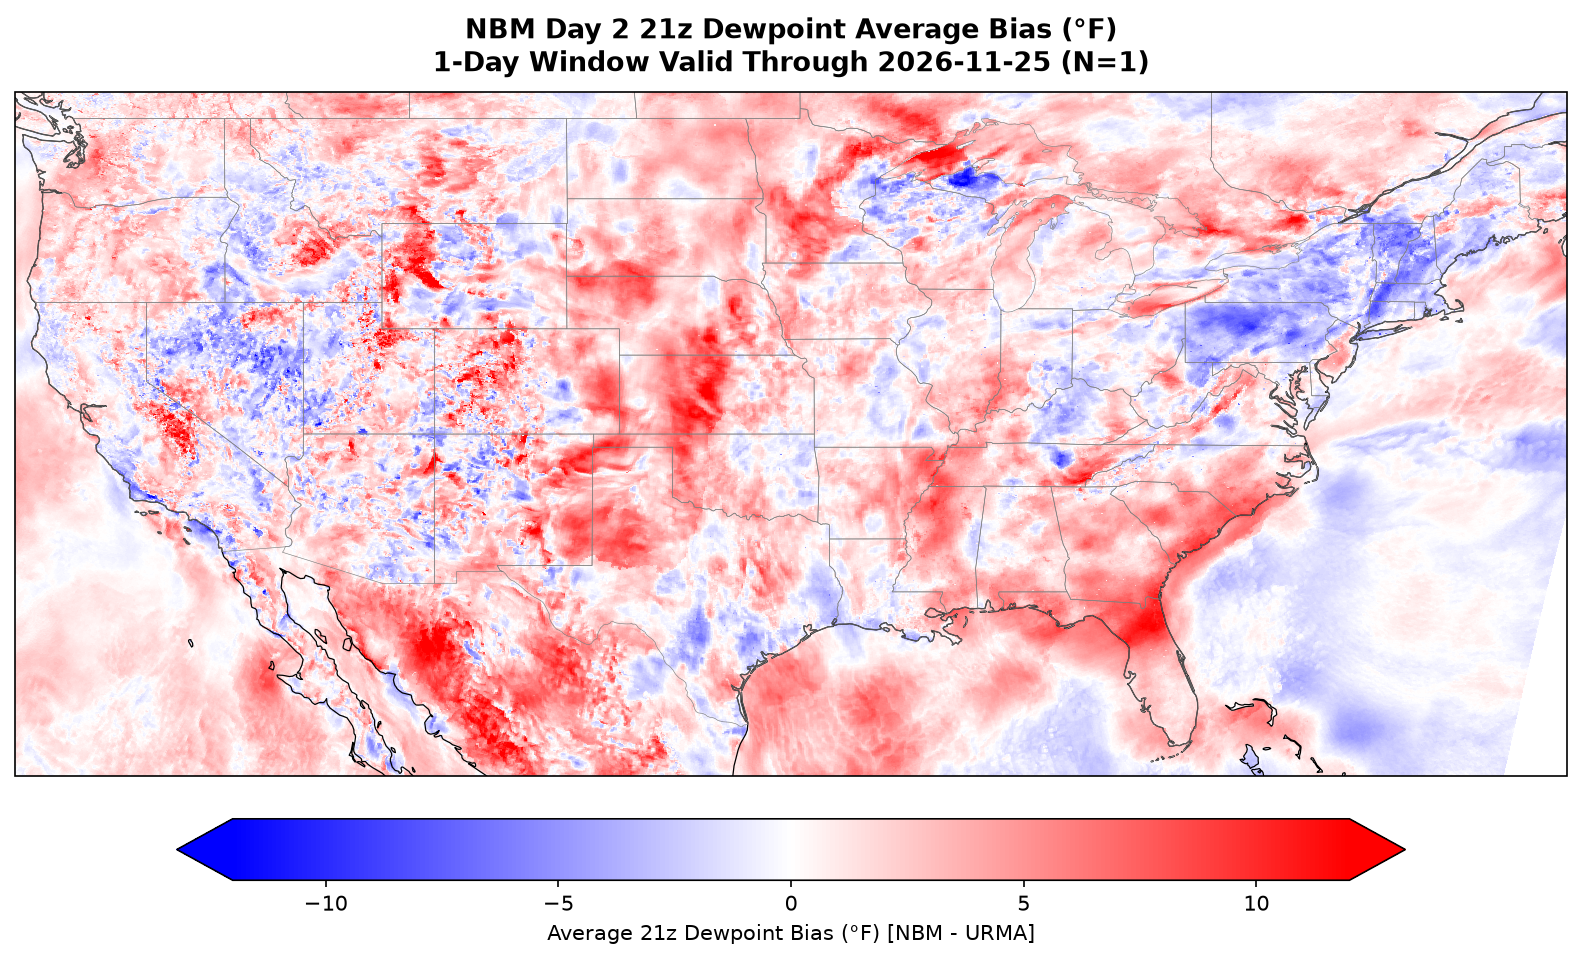 NBM Day 2 21z Dewpoint Average Bias (°F)
1-Day Window Valid Through 2026-11-25 (N=1)
−10 −5 0 5 10
Average 21z Dewpoint Bias (°F) [NBM - URMA]